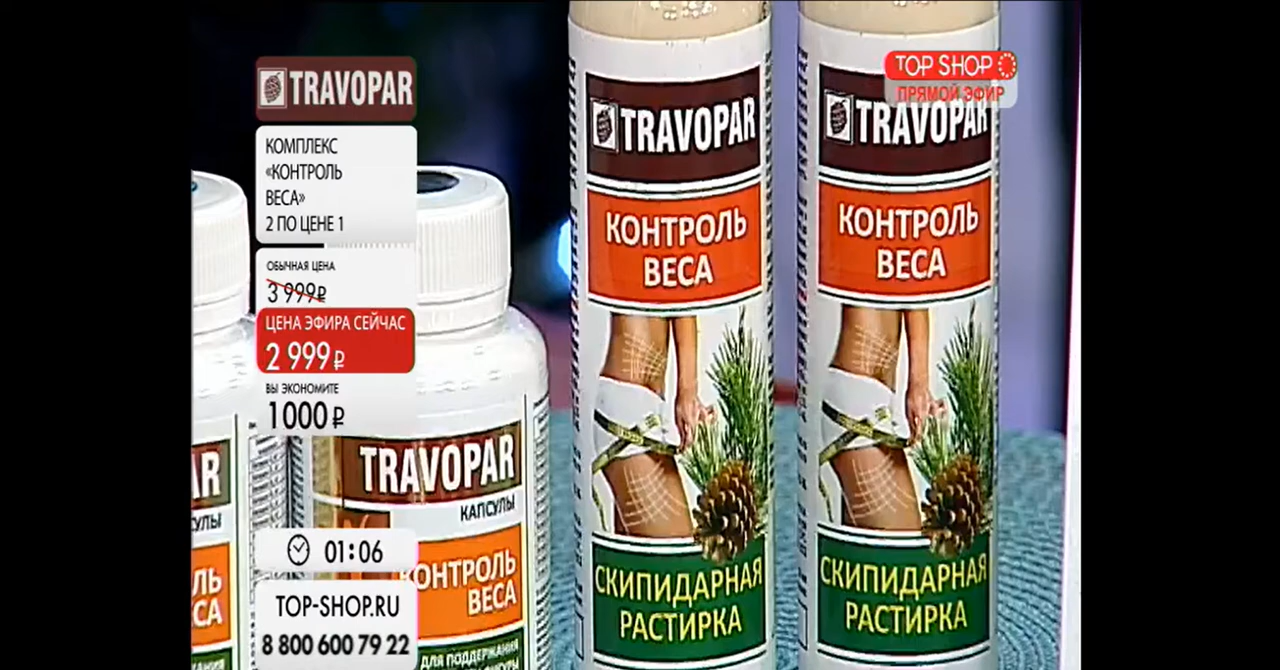 TRAVOPAR
КОМПЛЕКС
«КОНТРОЛЬ
ВЕСА»
2 ПО ЦЕНЕ 1
ОБЫЧНАЯ ЦЕНА
3 999₽
ЦЕНА ЭФИРА СЕЙЧАС
2 999₽
ВЫ ЭКОНОМИТЕ
1000₽
01:06
TOP-SHOP.RU
8 800 600 79 22
TOP SHOP
ПРЯМОЙ ЭФИР
TRAVOPAR
КАПСУЛЫ
КОНТРОЛЬ
ВЕСА
ДЛЯ ПОДДЕРЖАНИЯ
TRAVOPAR
КОНТРОЛЬ
ВЕСА
СКИПИДАРНАЯ
РАСТИРКА
TRAVOPAR
КОНТРОЛЬ
ВЕСА
СКИПИДАРНАЯ
РАСТИРКА